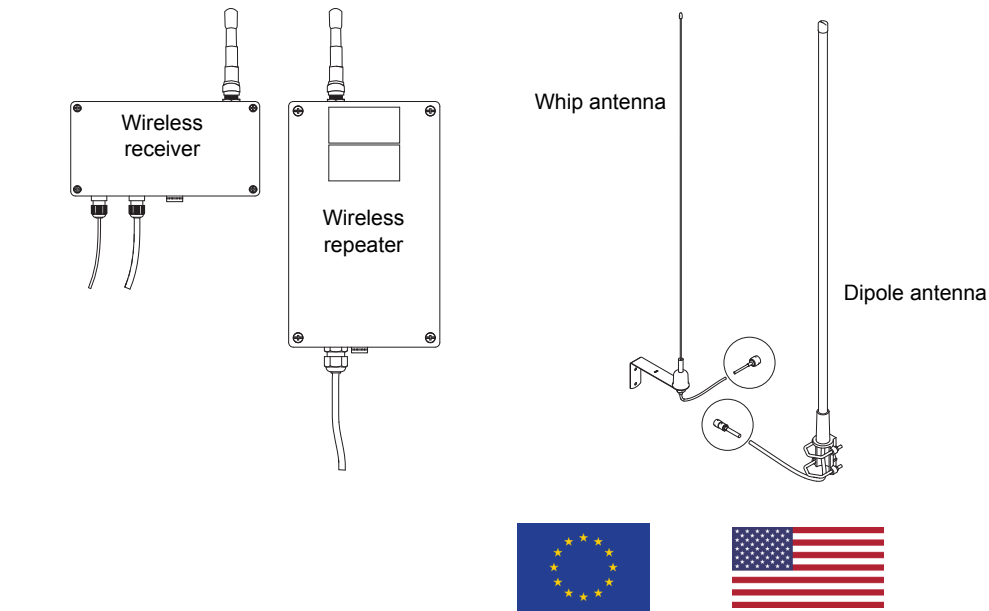 Wireless
receiver
Wireless
repeater
Whip antenna
Dipole antenna